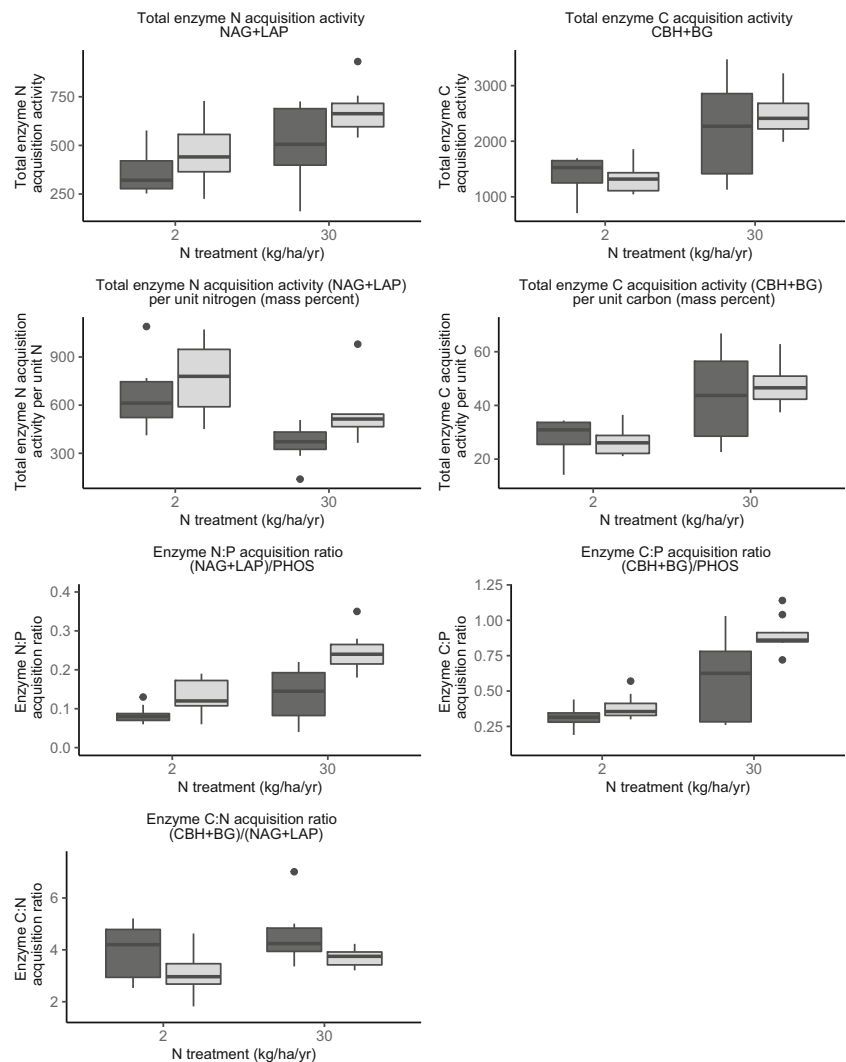 Total enzyme N acquisition activity
NAG+LAP
Total enzyme N
acquisition activity
750
500
250
2
30
N treatment (kg/ha/yr)
Total enzyme C acquisition activity
CBH+BG
Total enzyme C
acquisition activity
3000
2000
1000
2
30
N treatment (kg/ha/yr)
Total enzyme N acquisition activity (NAG+LAP)
per unit nitrogen (mass percent)
Total enzyme N acquisition
activity per unit N
900
600
300
2
30
N treatment (kg/ha/yr)
Total enzyme C acquisition activity (CBH+BG)
per unit carbon (mass percent)
Total enzyme C acquisition
activity per unit C
60
40
20
2
30
N treatment (kg/ha/yr)
Enzyme N:P acquisition ratio
(NAG+LAP)/PHOS
Enzyme N:P
acquisition ratio
0.4
0.3
0.2
0.1
0.0
2
30
N treatment (kg/ha/yr)
Enzyme C:P acquisition ratio
(CBH+BG)/PHOS
Enzyme C:P
acquisition ratio
1.25
1.00
0.75
0.50
0.25
2
30
N treatment (kg/ha/yr)
Enzyme C:N acquisition ratio
(CBH+BG)/(NAG+LAP)
Enzyme C:N
acquisition ratio
6
4
2
2
30
N treatment (kg/ha/yr)